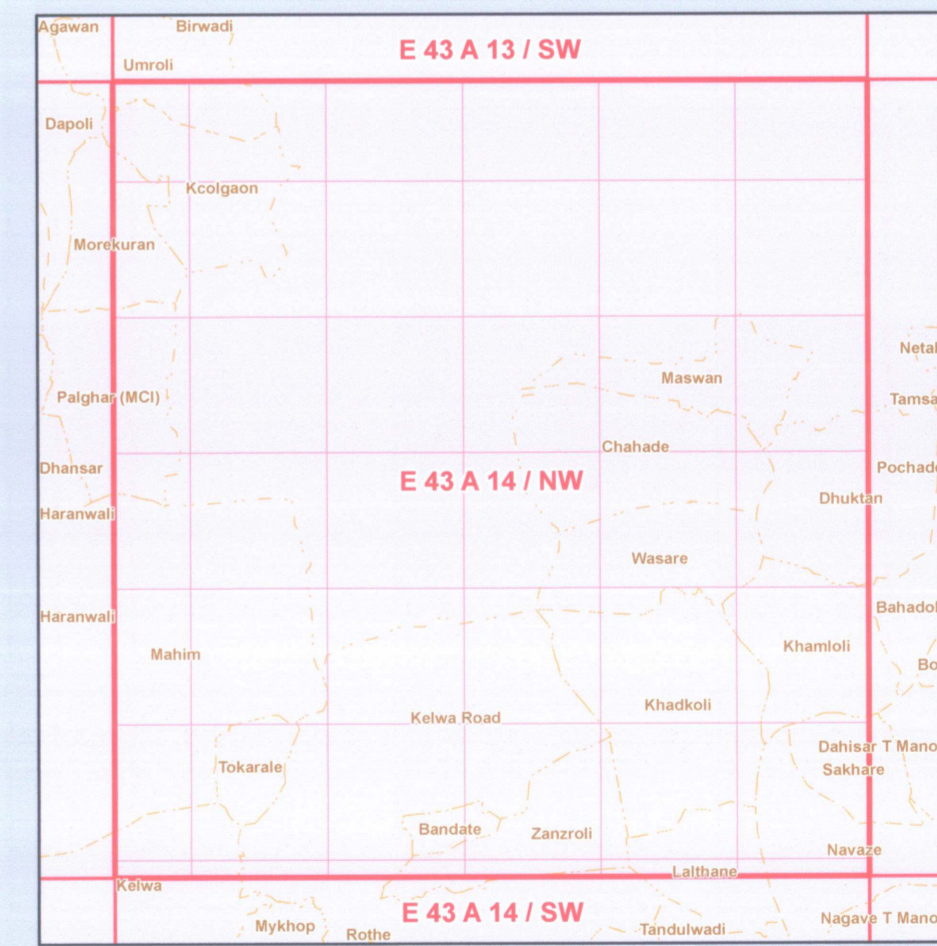 Agawan
Birwadi
E 43 A 13 / SW
Umroli
Dapoli
Kcolgaon
Morekuran
Netal
Maswan
Palghar (MCI)
Tamsa
Chahade
Dhansar
Pochade
E 43 A 14 / NW
Dhuktan
Haranwali
Wasare
Haranwali
Bahadol
Mahim
Khamloli
Bo
Khadkoli
Kelwa Road
Dahisar T Mano
Tokarale
Sakhare
Bandate
Zanzroli
Navaze
Lalthane
Kelwa
E 43 A 14 / SW
Nagave T Mano
Mykhop
Rothe
Tandulwadi